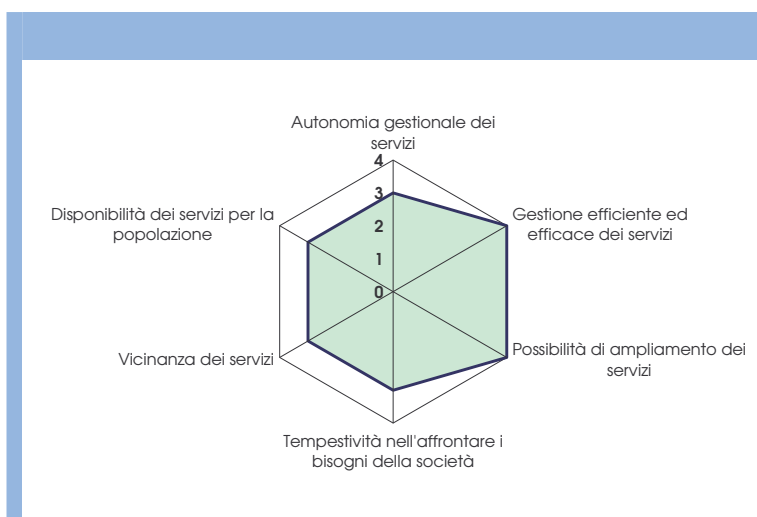 Autonomia gestionale dei
servizi
4
3
2
1
0
Gestione efficiente ed
efficace dei servizi
Possibilità di ampliamento dei
servizi
Tempestività nell'affrontare i
bisogni della società
Vicinanza dei servizi
Disponibilità dei servizi per la
popolazione